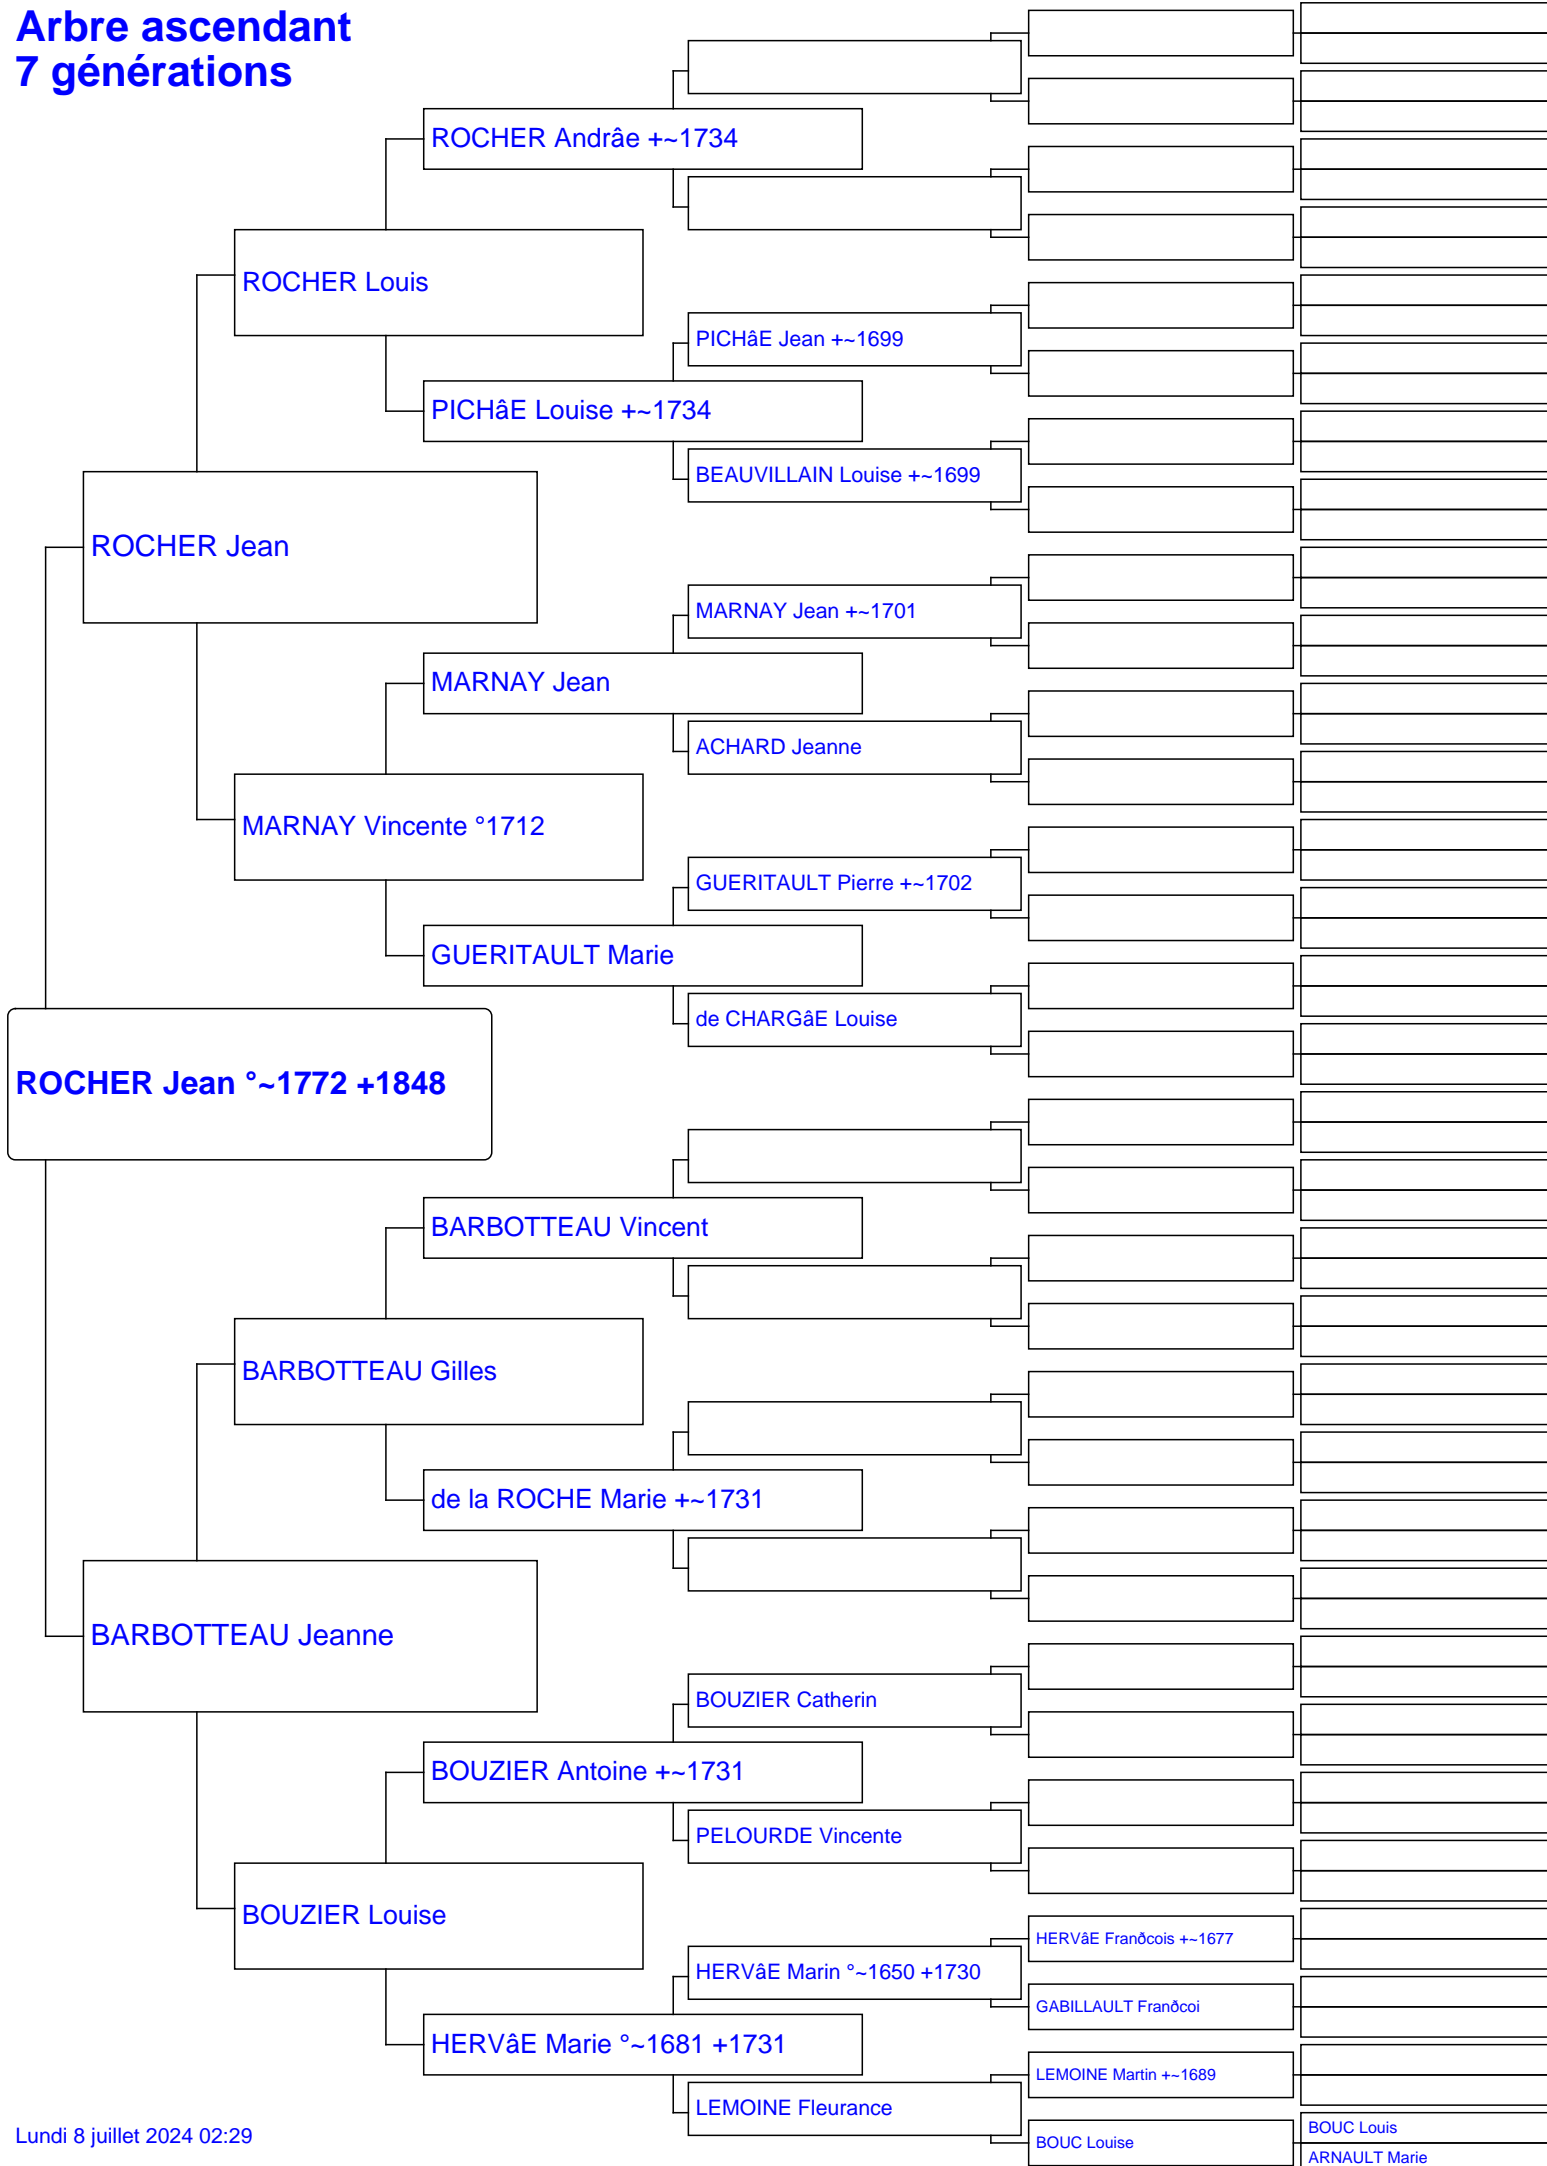 Arbre ascendant
7 générations
ROCHER Andrâe +~1734
ROCHER Louis
PICHâE Jean +~1699
PICHâE Louise +~1734
BEAUVILLAIN Louise +~1699
ROCHER Jean
MARNAY Jean +~1701
MARNAY Jean
ACHARD Jeanne
MARNAY Vincente °1712
GUERITAULT Pierre +~1702
GUERITAULT Marie
de CHARGâE Louise
ROCHER Jean °~1772 +1848
BARBOTTEAU Vincent
BARBOTTEAU Gilles
de la ROCHE Marie +~1731
BARBOTTEAU Jeanne
BOUZIER Catherin
BOUZIER Antoine +~1731
PELOURDE Vincente
BOUZIER Louise
HERVâE Franðcois +~1677
HERVâE Marin °~1650 +1730
GABILLAULT Franðcoi
HERVâE Marie °~1681 +1731
LEMOINE Martin +~1689
LEMOINE Fleurance
BOUC Louis
BOUC Louise
ARNAULT Marie
Lundi 8 juillet 2024 02:29